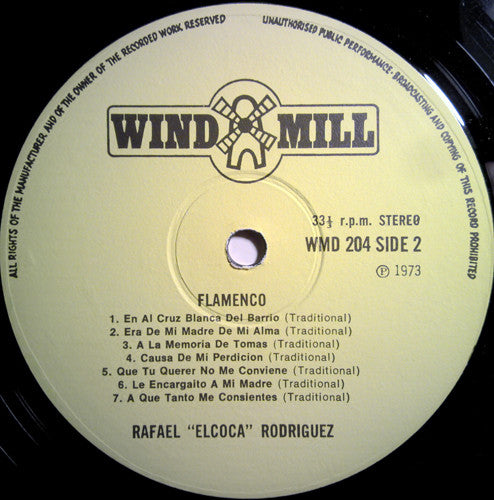 ALL RIGHTS OF THE MANUFACTURER AND OF THE OWNER OF THE RECORDED WORK RESERVED
UNAUTHORISED PUBLIC PERFORMANCE·BROADCASTING AND COPYING OF THIS RECORD PROHIBITED
WIND MILL
33⅓ r.p.m. STEREO
WMD 204 SIDE 2
Ⓟ 1973
FLAMENCO
1. En Al Cruz Blanca Del Barrio (Traditional)
2. Era De Mi Madre De Mi Alma (Traditional)
3. A La Memoria De Tomas (Traditional)
4. Causa De Mi Perdicion (Traditional)
5. Que Tu Querer No Me Conviene (Traditional)
6. Le Encargaito A Mi Madre (Traditional)
7. A Que Tanto Me Consientes (Traditional)
RAFAEL "ELCOCA" RODRIGUEZ